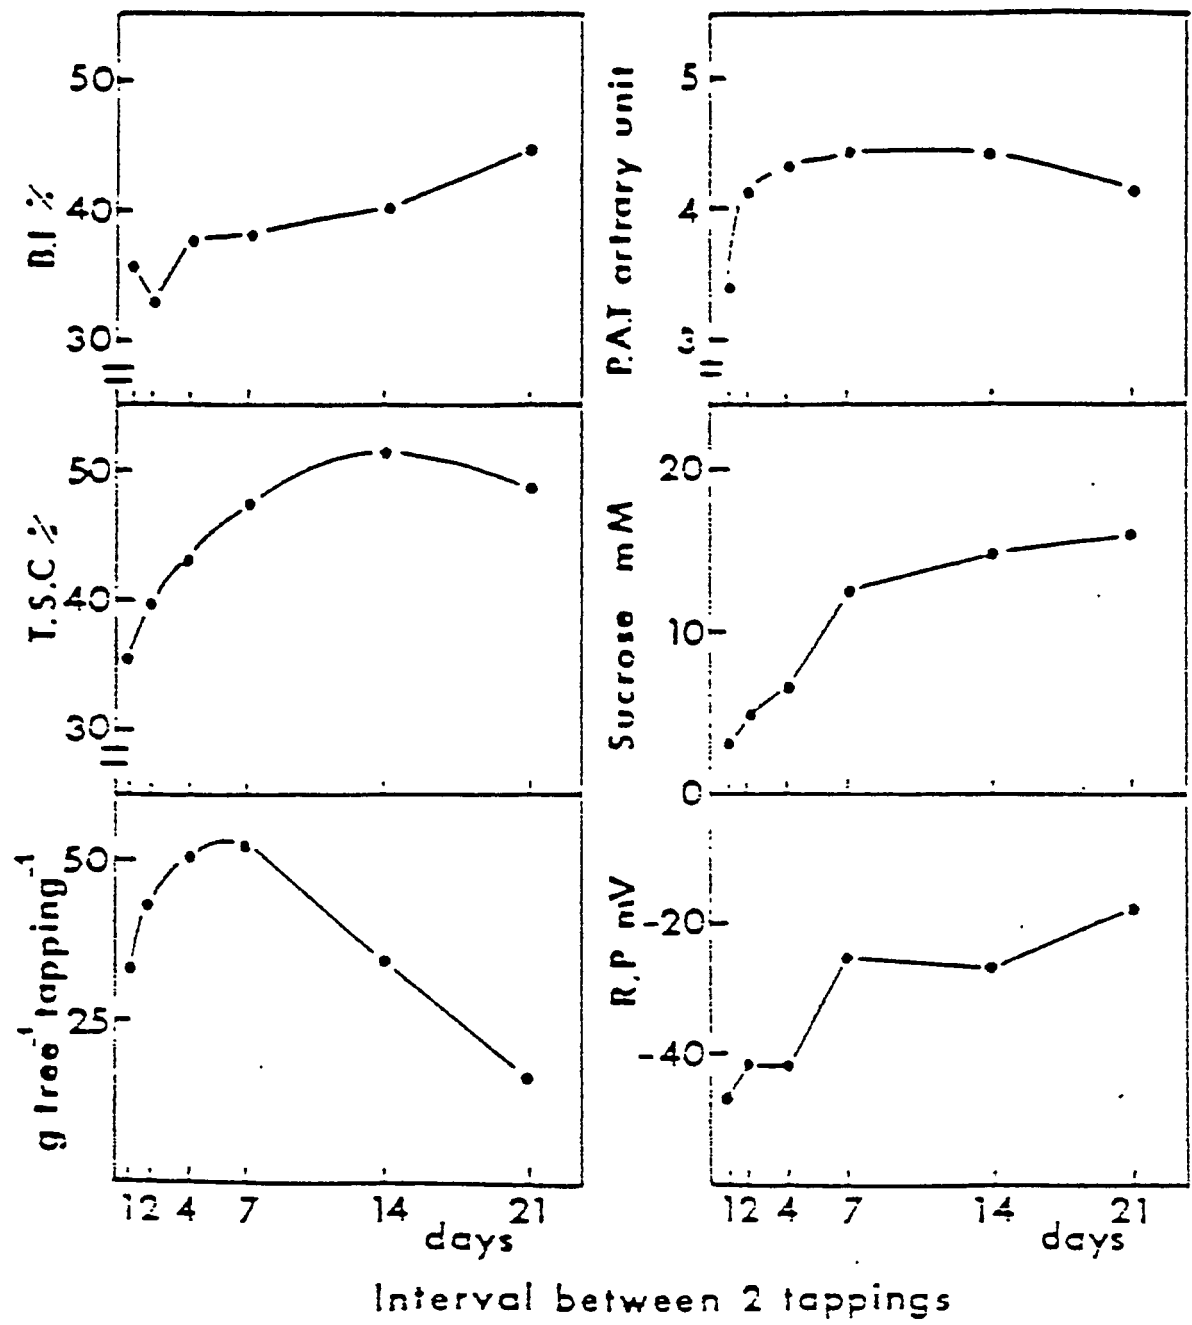 B.I %
50
40
30
P.A.T artrary unit
5
4
3
T.S.C %
50
40
30
Sucrose mM
20
10
0
g tree⁻¹ tapping⁻¹
50
25
R.P mV
-20
-40
1 2 4 7 14 21
days
1 2 4 7 14 21
days
Interval between 2 tappings